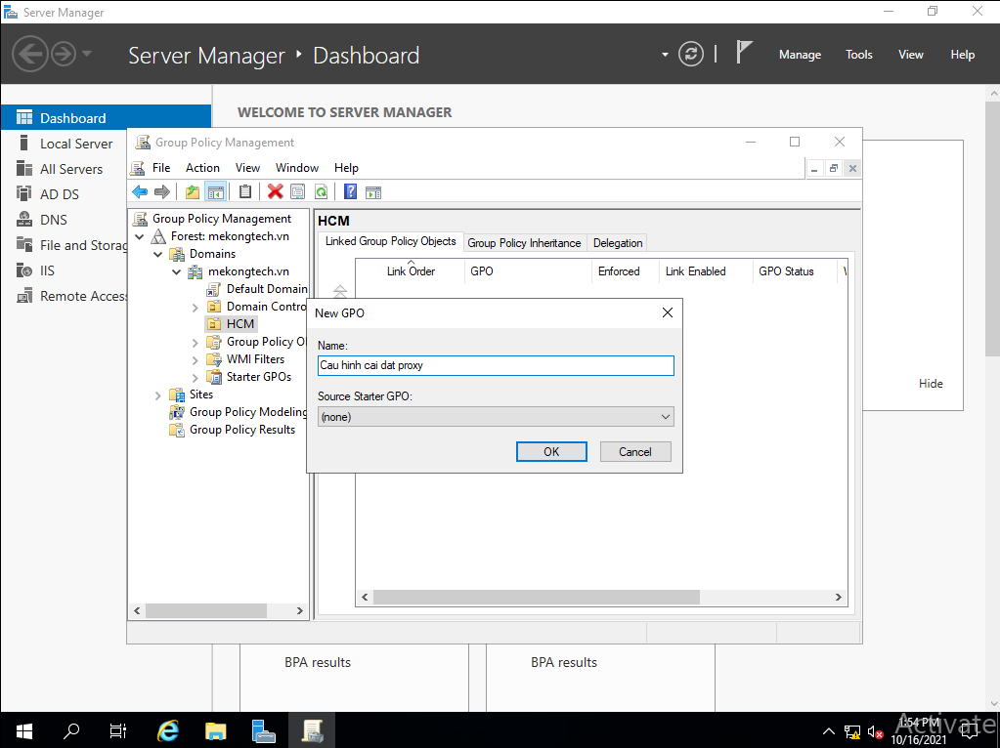 Server Manager
Server Manager ‣ Dashboard
Manage Tools View Help
Dashboard
Local Server
All Servers
AD DS
DNS
File and Storag
IIS
Remote Access
WELCOME TO SERVER MANAGER
Group Policy Management
File Action View Window Help
Group Policy Management
Forest: mekongtech.vn
Domains
mekongtech.vn
Default Domain
Domain Contro
HCM
Group Policy O
WMI Filters
Starter GPOs
Sites
Group Policy Modeling
Group Policy Results
HCM
Linked Group Policy Objects Group Policy Inheritance Delegation
Link Order GPO Enforced Link Enabled GPO Status
New GPO
Name:
Cau hinh cai dat proxy
Source Starter GPO:
(none)
OK Cancel
Hide
BPA results BPA results
Activate
1:54 PM
10/16/2021